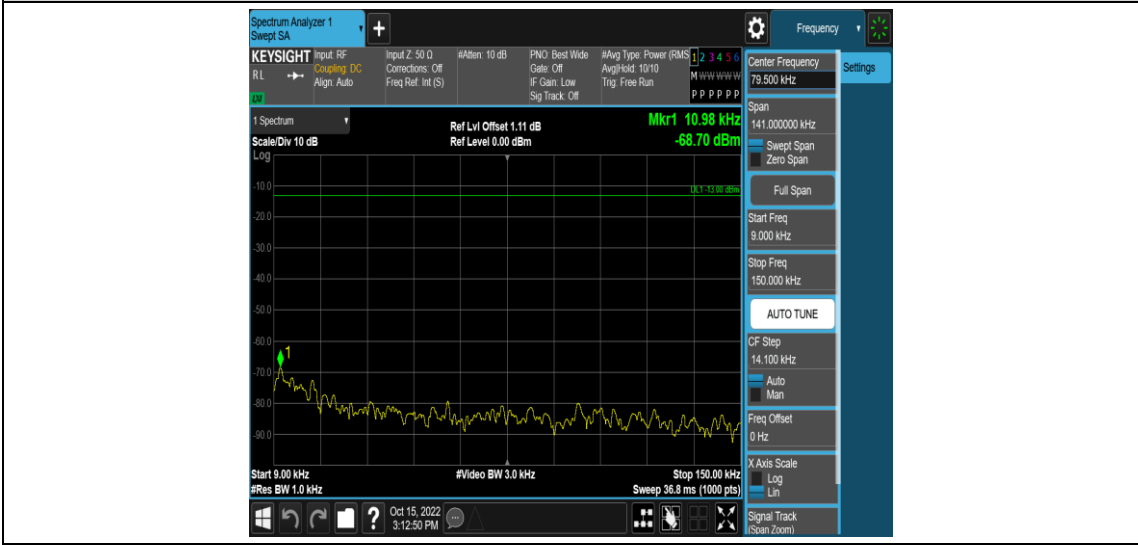 Spectrum Analyzer 1
Swept SA
+
Frequency
KEYSIGHT
RL
LXI
Input: RF
Coupling: DC
Align: Auto
Input Z: 50 Ω
Corrections: Off
Freq Ref: Int (S)
#Atten: 10 dB
PNO: Best Wide
Gate: Off
IF Gain: Low
Sig Track: Off
#Avg Type: Power (RMS
Avg|Hold: 10/10
Trig: Free Run
1 2 3 4 5 6
M W W W W W
P P P P P P
Center Frequency
79.500 kHz
Settings
Span
141.000000 kHz
Swept Span
Zero Span
Full Span
Start Freq
9.000 kHz
Stop Freq
150.000 kHz
AUTO TUNE
CF Step
14.100 kHz
Auto
Man
Freq Offset
0 Hz
X Axis Scale
Log
Lin
Signal Track
(Span Zoom)
1 Spectrum
Scale/Div 10 dB
Log
Ref Lvl Offset 1.11 dB
Ref Level 0.00 dBm
Mkr1 10.98 kHz
-68.70 dBm
DL1 -13.00 dBm
-10.0
-20.0
-30.0
-40.0
-50.0
-60.0
-70.0
-80.0
-90.0
1
Start 9.00 kHz
#Res BW 1.0 kHz
#Video BW 3.0 kHz
Stop 150.00 kHz
Sweep 36.8 ms (1000 pts)
?
Oct 15, 2022
3:12:50 PM